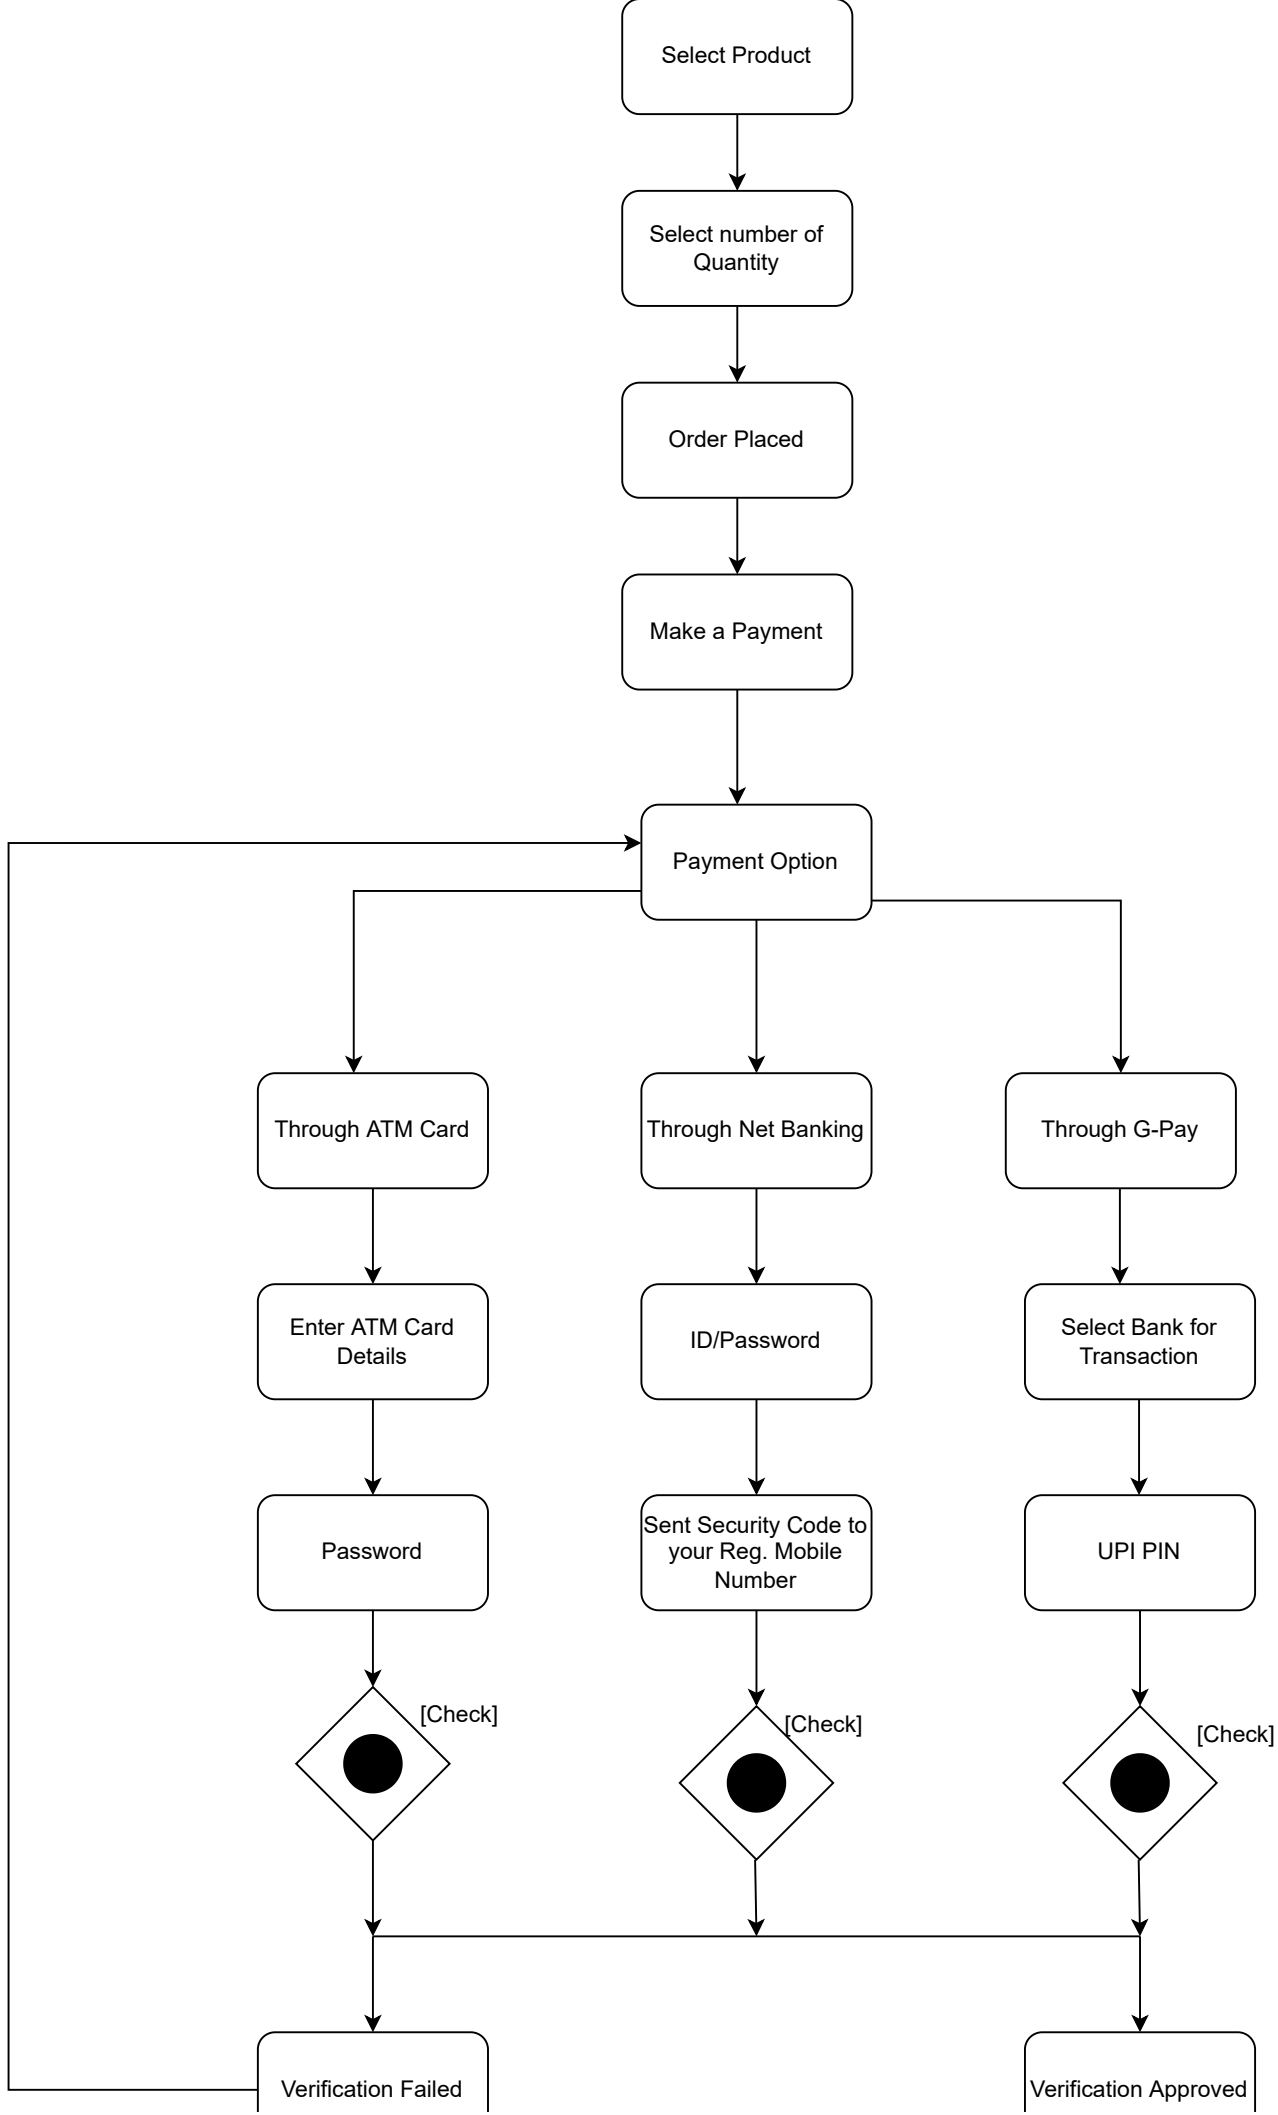 Select Product
Select number of
Quantity
Order Placed
Make a Payment
Payment Option
Through ATM Card
Through Net Banking
Through G-Pay
Enter ATM Card
Details
ID/Password
Select Bank for
Transaction
Password
Sent Security Code to
your Reg. Mobile
Number
UPI PIN
[Check]
[Check]
[Check]
Verification Failed
Verification Approved